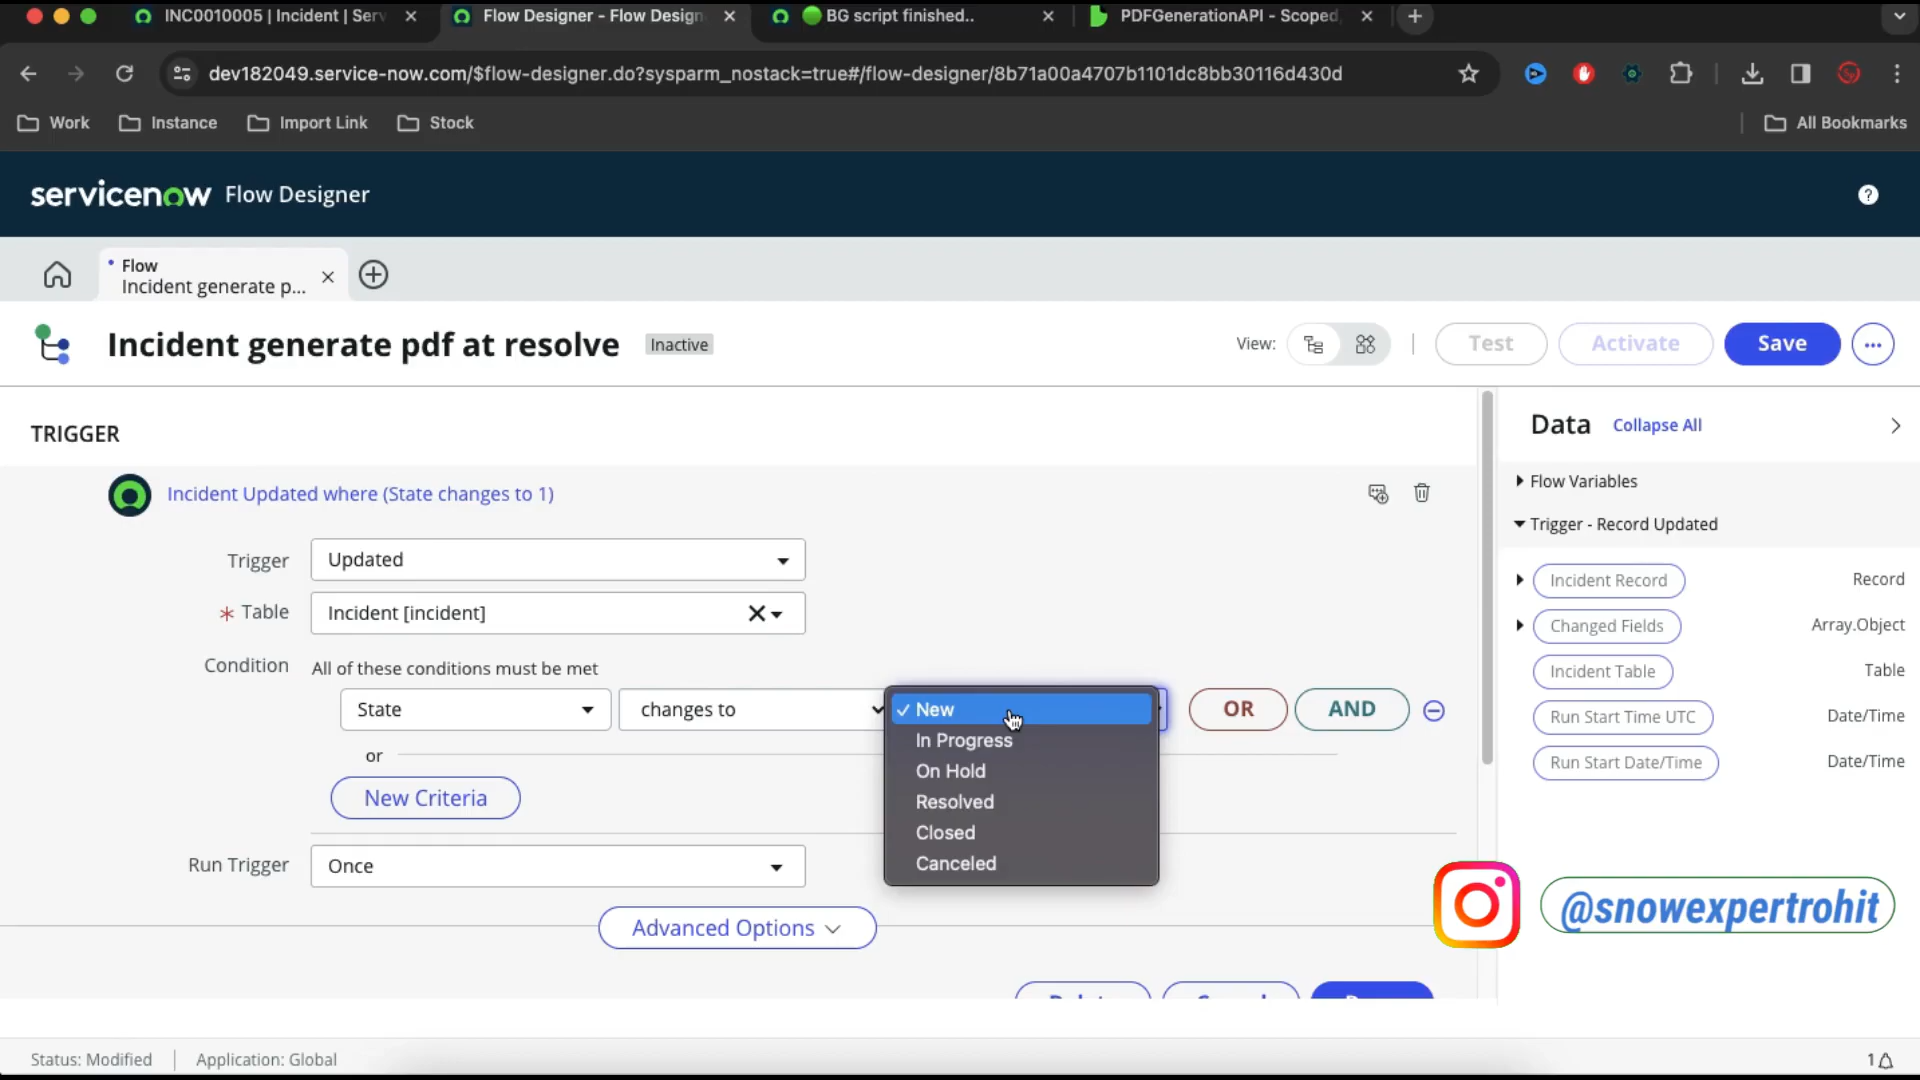 INC0010005 | Incident | Serv
Flow Designer - Flow Design
BG script finished..
PDFGenerationAPI - Scoped,
dev182049.service-now.com/$flow-designer.do?sysparm_nostack=true#/flow-designer/8b71a00a4707b1101dc8bb30116d430d
Work
Instance
Import Link
Stock
All Bookmarks
servicenow Flow Designer
Flow
Incident generate p...
Incident generate pdf at resolve
Inactive
View:
Test
Activate
Save
TRIGGER
Incident Updated where (State changes to 1)
Trigger
Updated
* Table
Incident [incident]
Condition
All of these conditions must be met
State
changes to
New
In Progress
On Hold
Resolved
Closed
Canceled
OR
AND
or
New Criteria
Run Trigger
Once
Advanced Options
Data
Collapse All
Flow Variables
Trigger - Record Updated
Incident Record
Record
Changed Fields
Array.Object
Incident Table
Table
Run Start Time UTC
Date/Time
Run Start Date/Time
Date/Time
@snowexpertrohit
Status: Modified
Application: Global
1